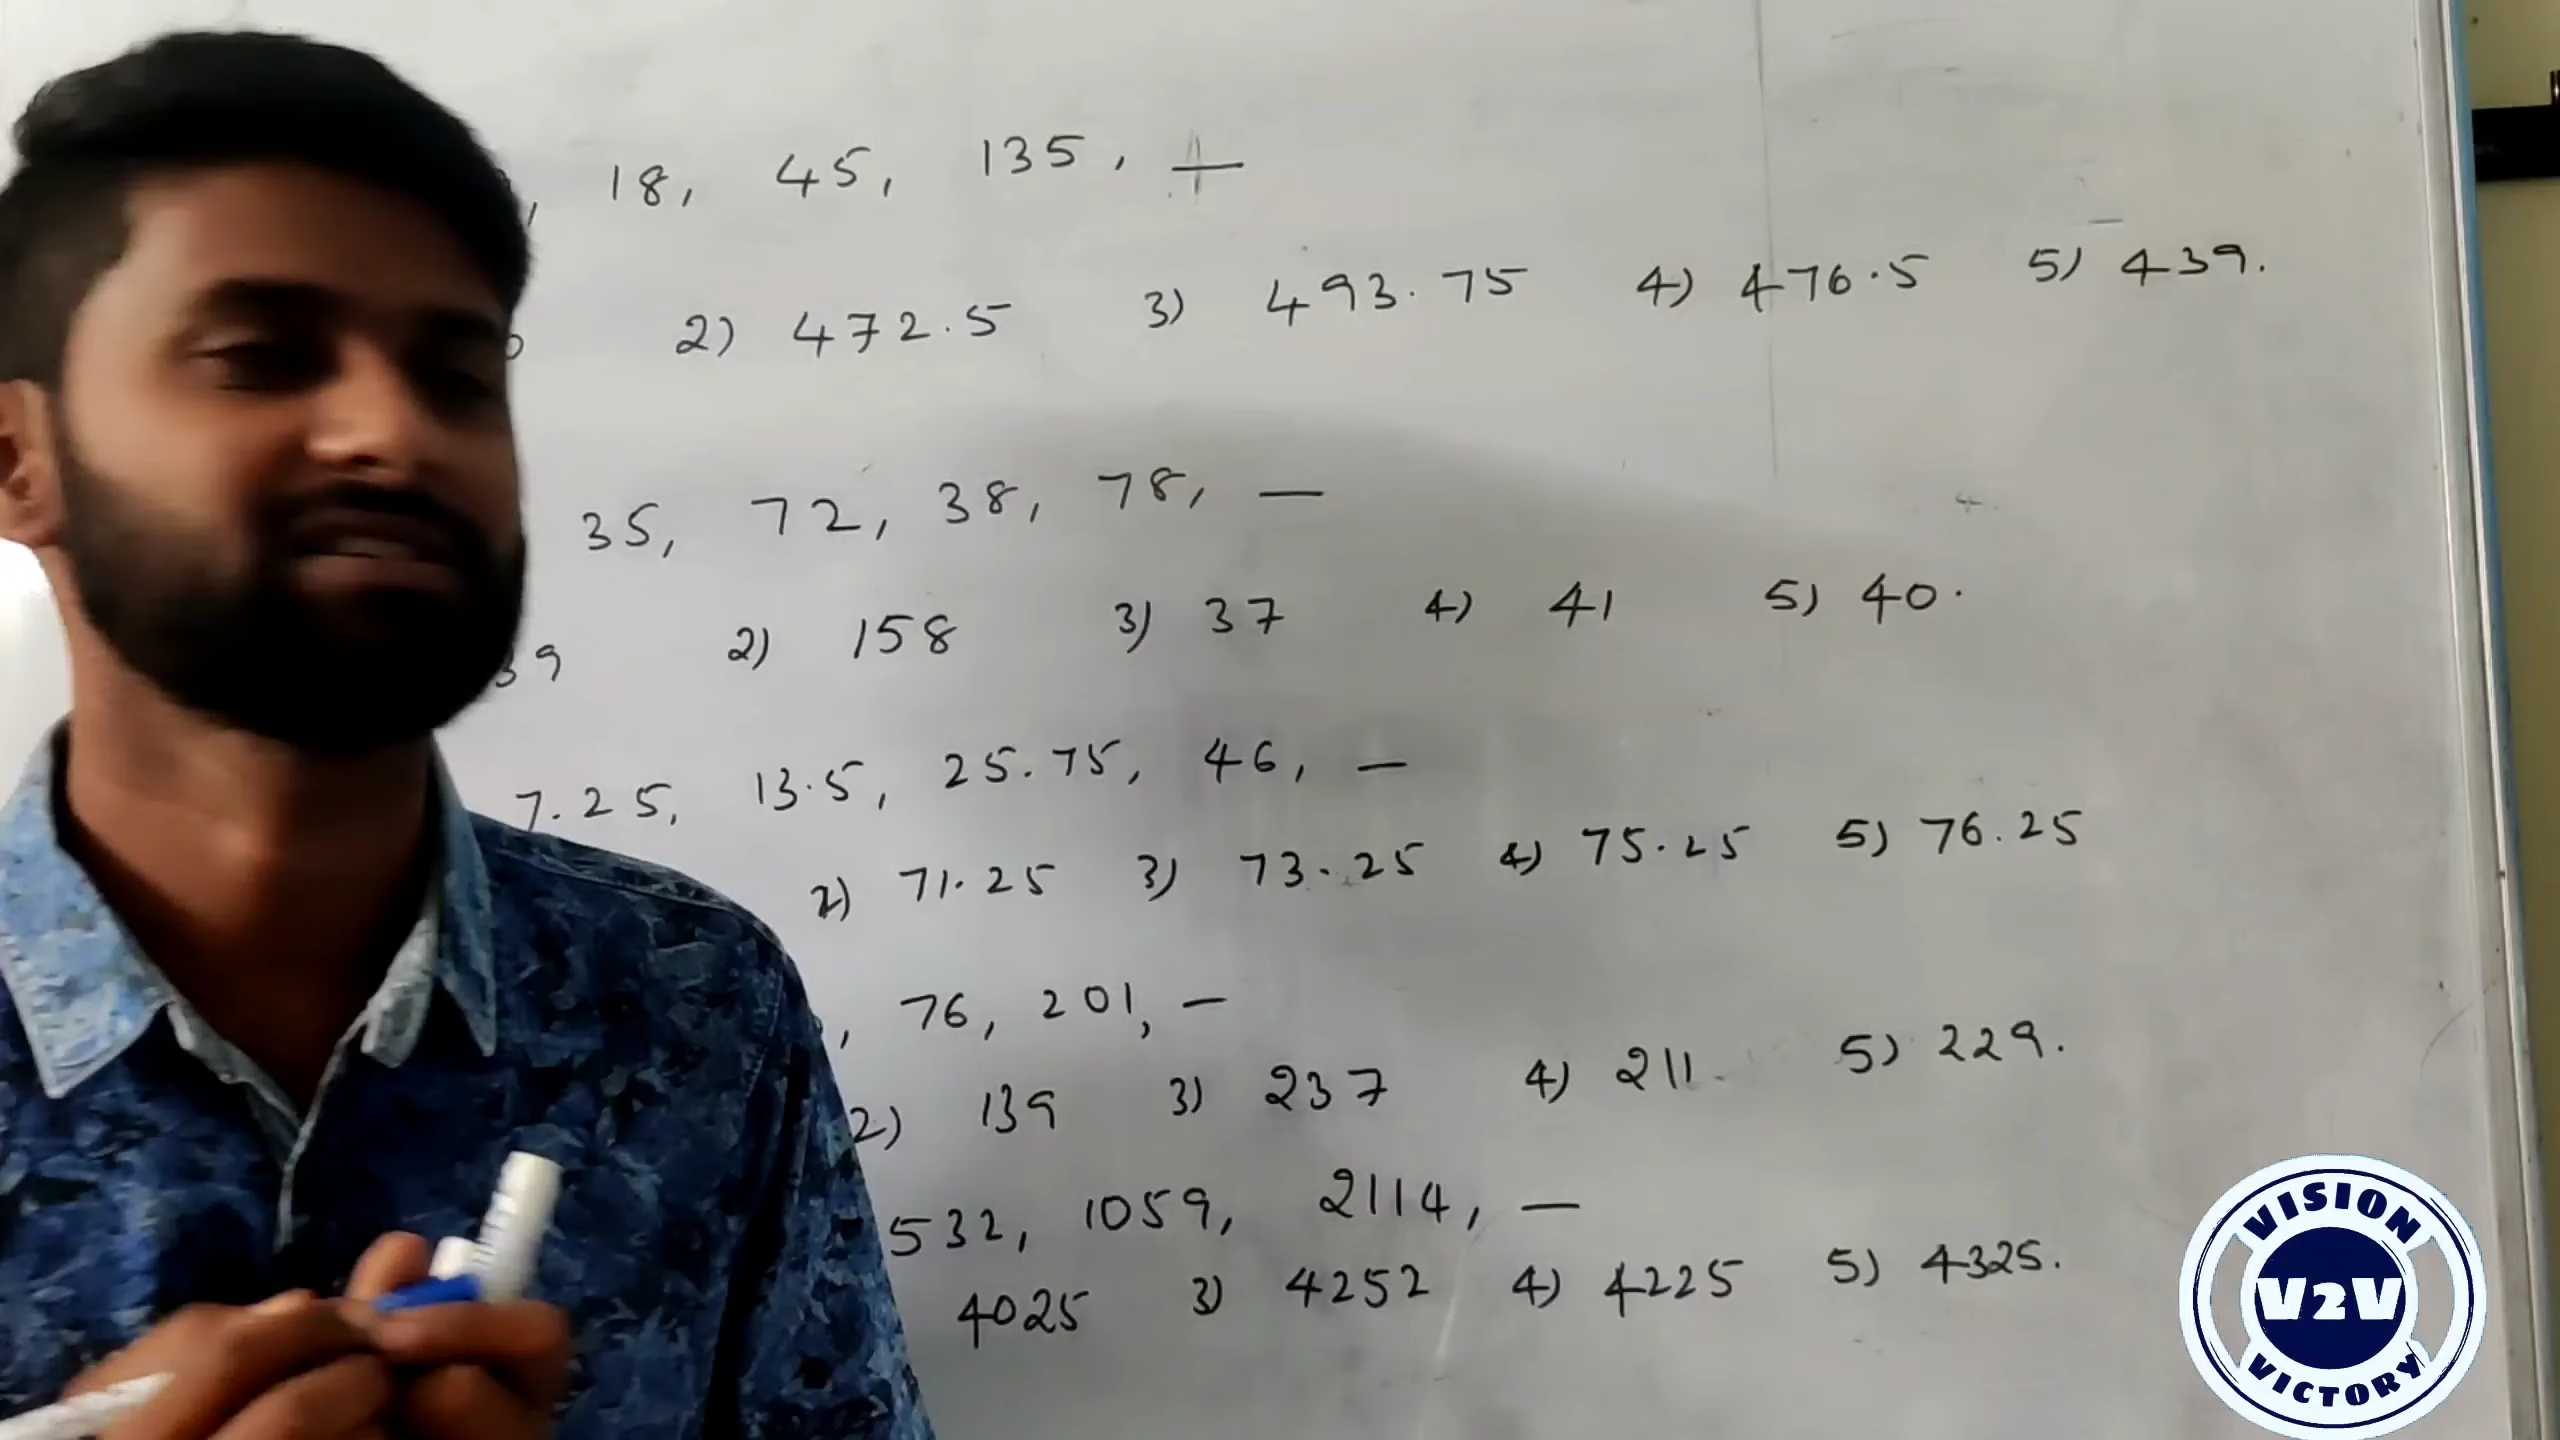 18, 45, 135, —
2) 472.5 3) 493.75 4) 476.5 5) 439.
35, 72, 38, 78, —
39 2) 158 3) 37 4) 41 5) 40.
7.25, 13.5, 25.75, 46, —
2) 71.25 3) 73.25 4) 75.25 5) 76.25
, 76, 201, —
2) 139 3) 237 4) 211 5) 229.
532, 1059, 2114, —
4025 3) 4252 4) 4225 5) 4325.
VISION
V2V
VICTORY